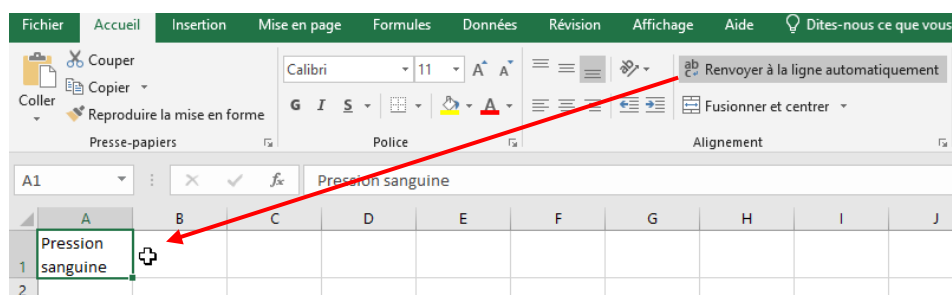 Fichier Accueil Insertion Mise en page Formules Données Révision Affichage Aide Dites-nous ce que vous
Couper
Calibri 11 A A ab Renvoyer à la ligne automatiquement
Copier
Coller
Reproduire la mise en forme
G I S A Fusionner et centrer
Presse-papiers Police Alignement
A1 fx Pression sanguine
A B C D E F G H I J
Pression
1 sanguine
2